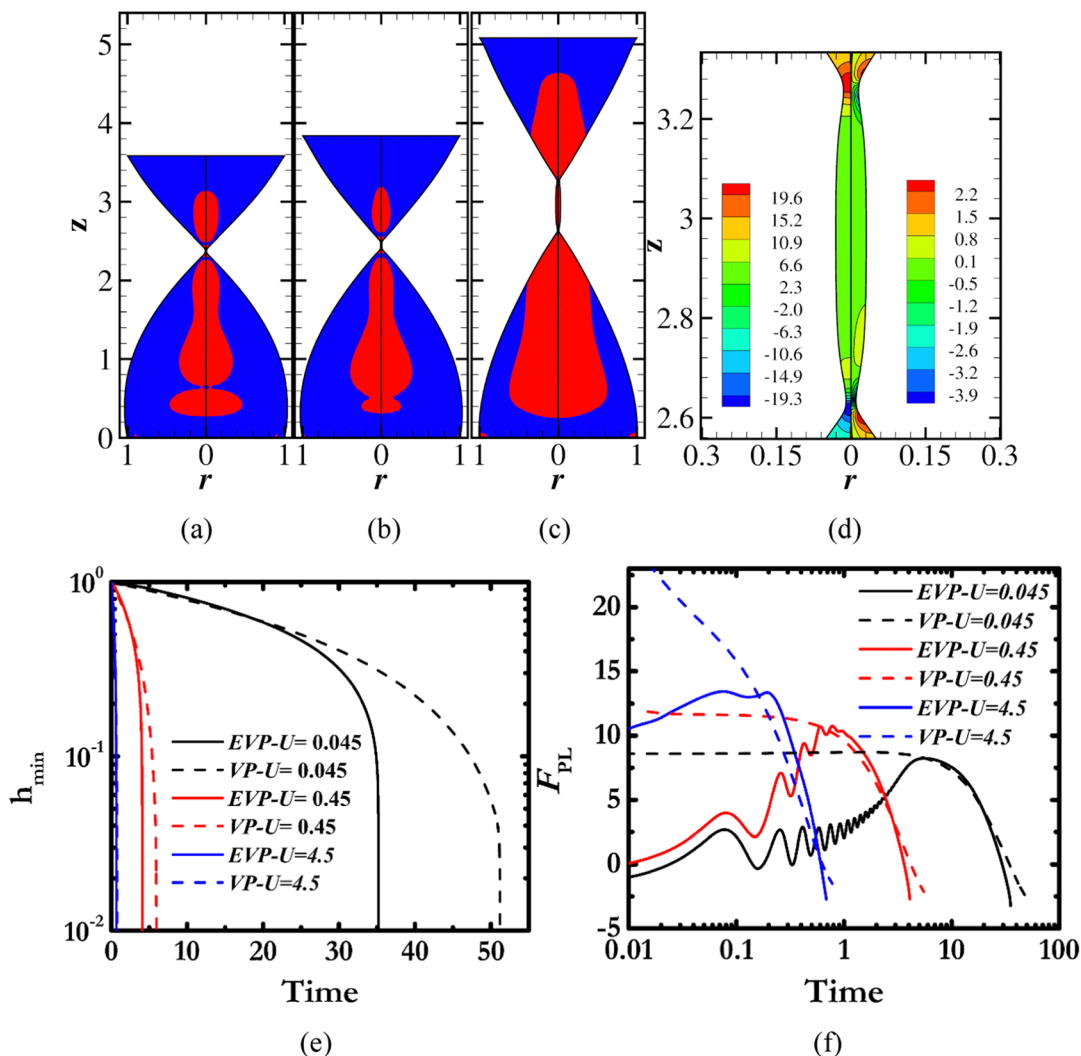 5
4
3
2
1
0
z
1 0 1
r
1 0 1
r
1 0 1
r
3.2
3
2.8
2.6
z
0.3 0.15 0 0.15 0.3
r
19.6
15.2
10.9
6.6
2.3
-2.0
-6.3
-10.6
-14.9
-19.3
2.2
1.5
0.8
0.1
-0.5
-1.2
-1.9
-2.6
-3.2
-3.9
(a) (b) (c) (d)
10⁰
10⁻¹
10⁻²
h_min
EVP-U= 0.045
VP-U= 0.045
EVP-U= 0.45
VP-U= 0.45
EVP-U=4.5
VP-U=4.5
0 10 20 30 40 50
Time
(e)
20
15
10
5
0
-5
F_PL
EVP-U=0.045
VP-U=0.045
EVP-U=0.45
VP-U=0.45
EVP-U=4.5
VP-U=4.5
0.01 0.1 1 10 100
Time
(f)